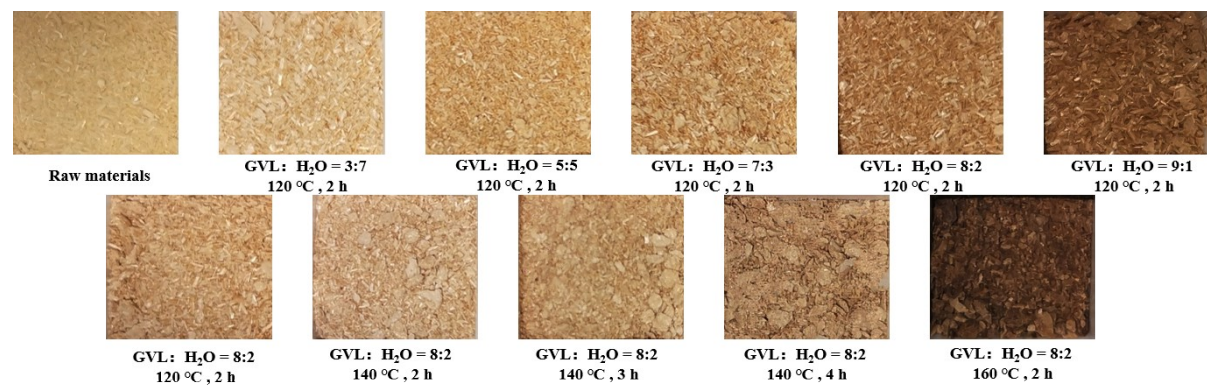 Raw materials
GVL：H₂O = 3:7
120 °C , 2 h
GVL：H₂O = 5:5
120 °C , 2 h
GVL：H₂O = 7:3
120 °C , 2 h
GVL：H₂O = 8:2
120 °C , 2 h
GVL：H₂O = 9:1
120 °C , 2 h
GVL：H₂O = 8:2
120 °C , 2 h
GVL：H₂O = 8:2
140 °C , 2 h
GVL：H₂O = 8:2
140 °C , 3 h
GVL：H₂O = 8:2
140 °C , 4 h
GVL：H₂O = 8:2
160 °C , 2 h